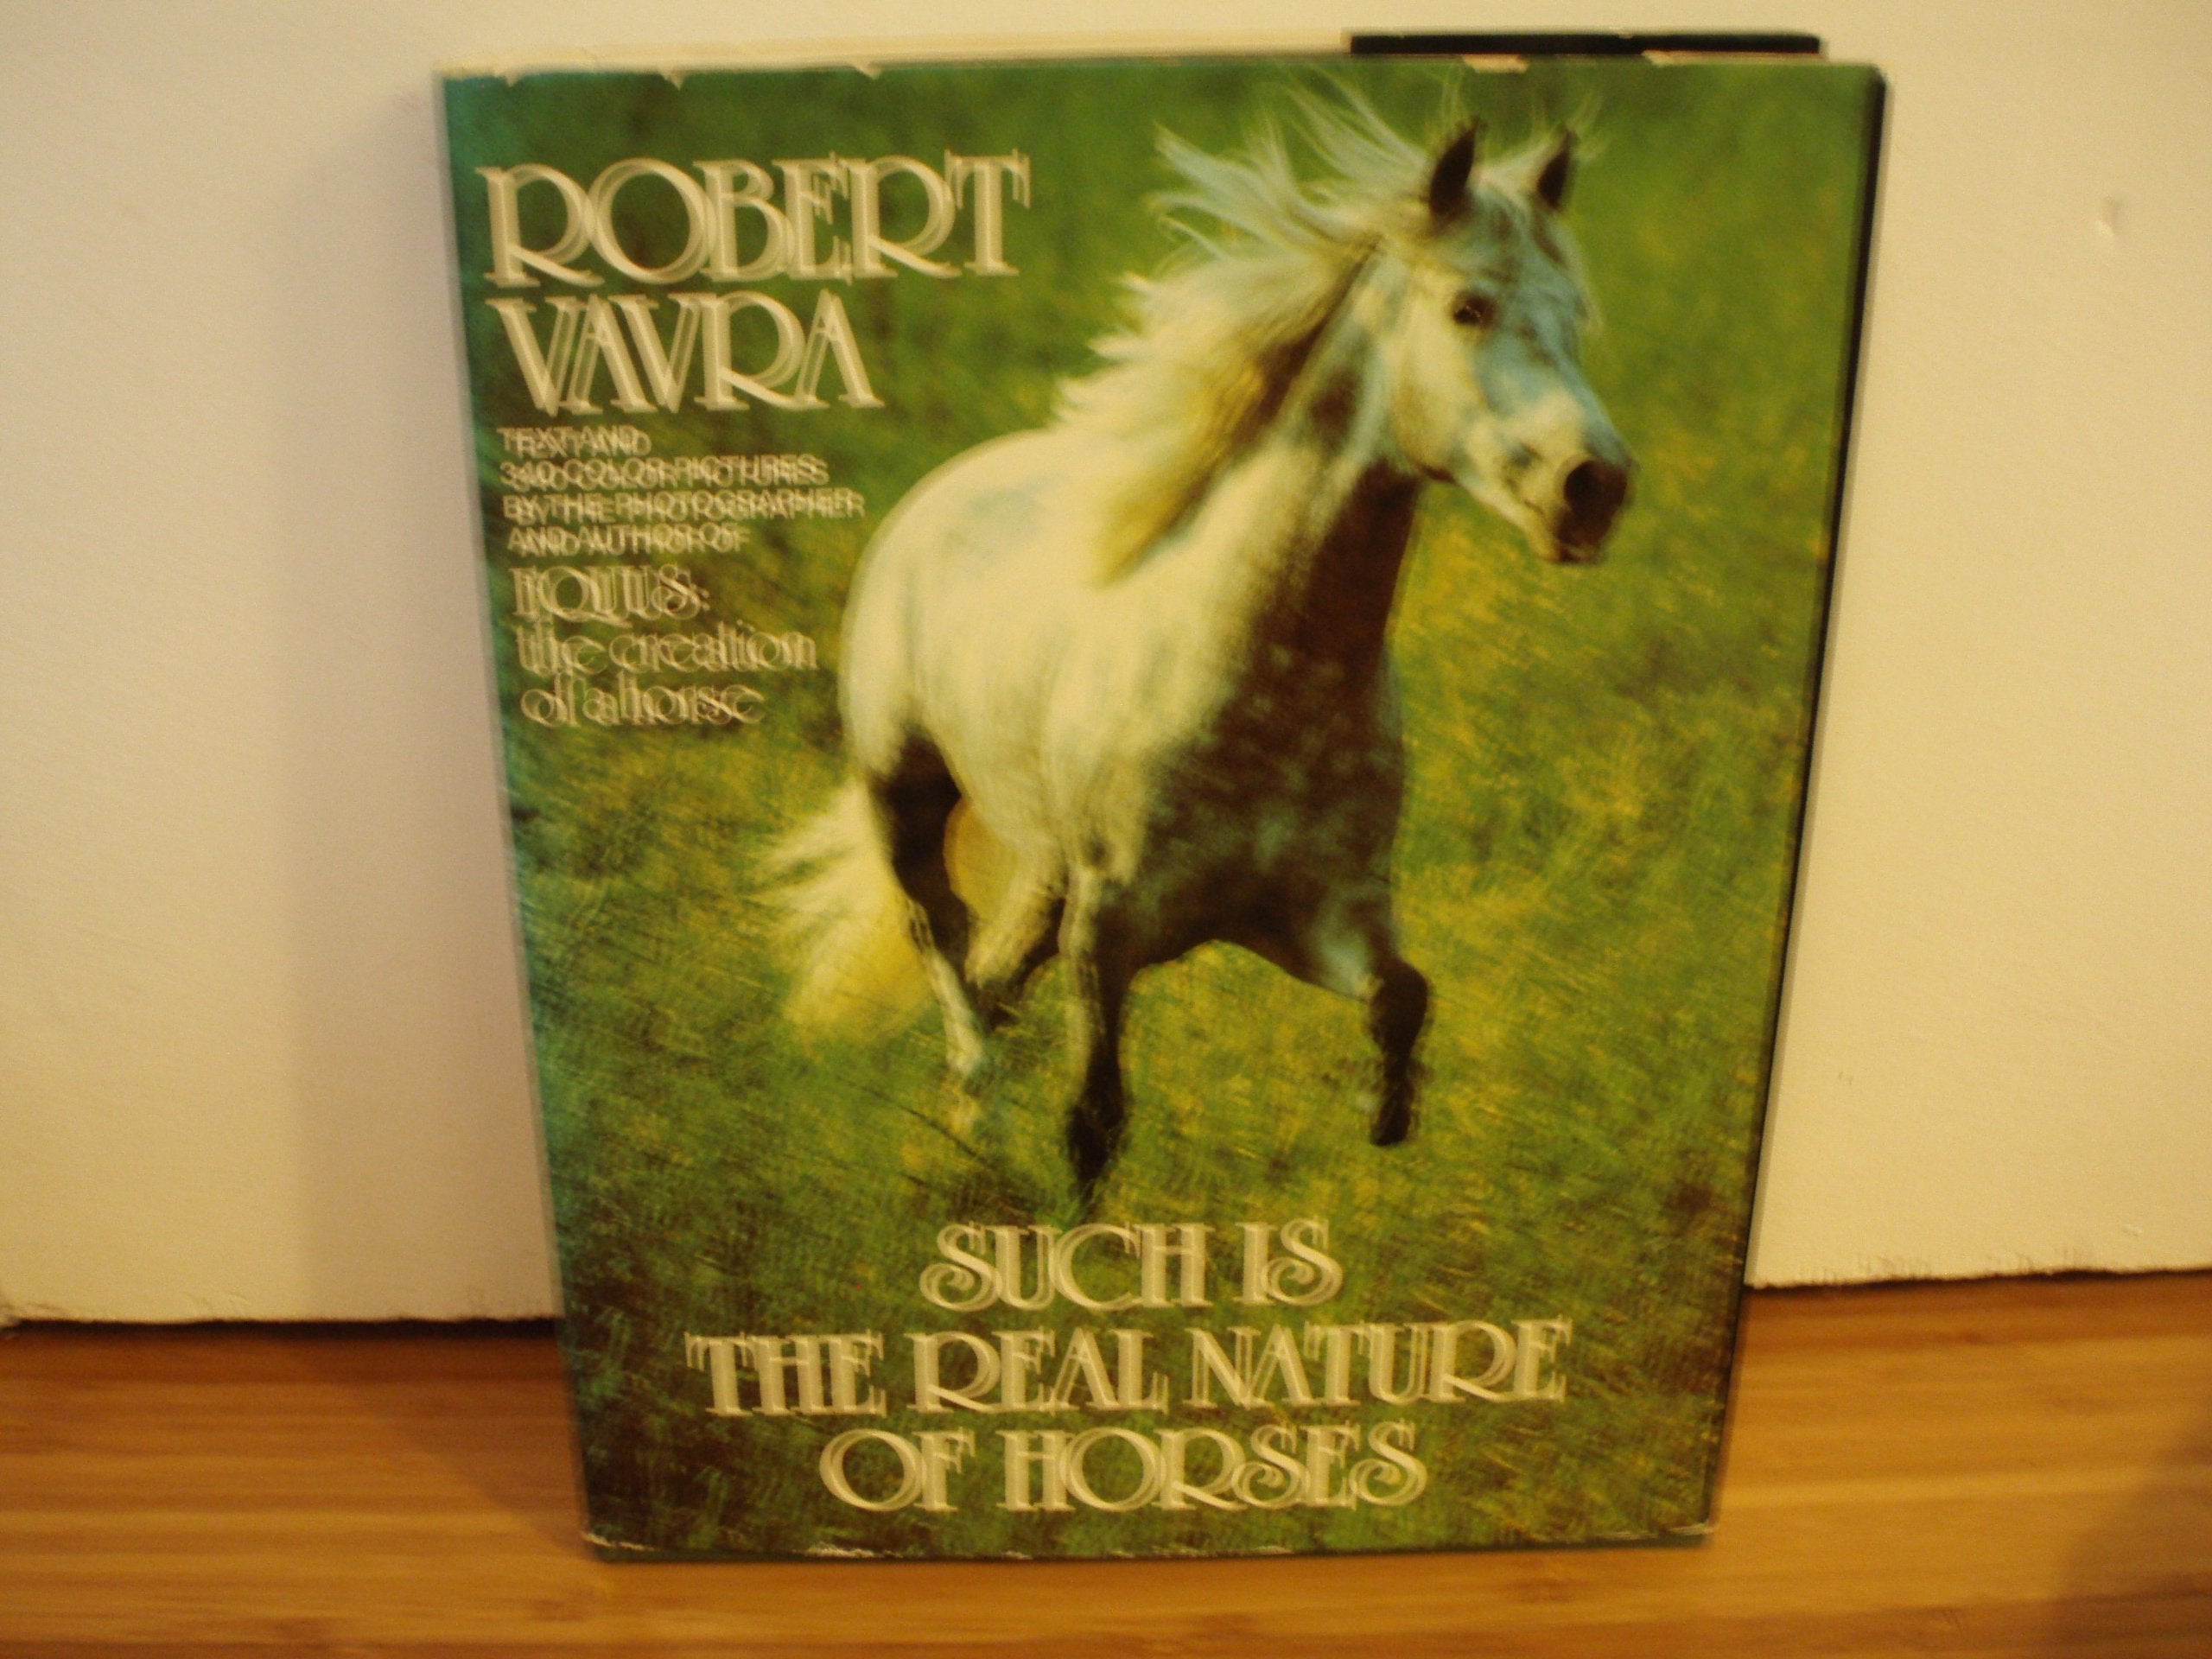 ROBERT
VAVRA
TEXT AND
340 COLOR PICTURES
BY THE PHOTOGRAPHER
AND AUTHOR OF
EQUUS:
the creation
of a horse
SUCH IS
THE REAL NATURE
OF HORSES